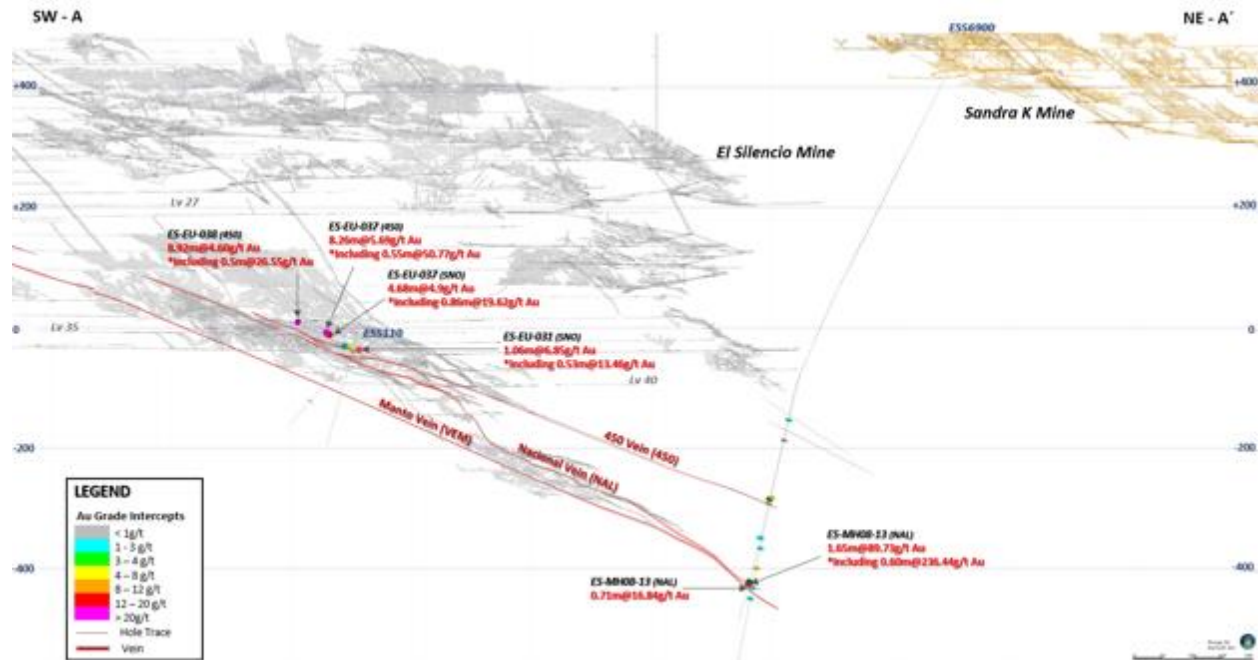 SW - A
NE - A´
ESS6900
+400
+400
Sandra K Mine
El Silencio Mine
Lv 27
+200
+200
ES-EU-038 (450)
8.92m@4.60g/t Au
*Including 0.5m@26.55g/t Au
ES-EU-037 (450)
8.26m@5.69g/t Au
*Including 0.55m@50.77g/t Au
ES-EU-037 (SNO)
4.68m@4.9g/t Au
*Including 0.86m@19.62g/t Au
Lv 35
0
0
ESS110
ES-EU-031 (SNO)
1.06m@6.85g/t Au
*Including 0.53m@13.46g/t Au
Lv 40
Manto Vein (VEM)
Nacional Vein (NAL)
450 Vein (450)
-200
-200
LEGEND
Au Grade Intercepts
< 1g/t
1 - 3 g/t
3 – 4 g/t
4 – 8 g/t
8 – 12 g/t
12 – 20 g/t
> 20g/t
Hole Trace
Vein
ES-MH08-13 (NAL)
1.65m@89.73g/t Au
*Including 0.60m@236.44g/t Au
-400
-400
ES-MH08-13 (NAL)
0.71m@16.84g/t Au